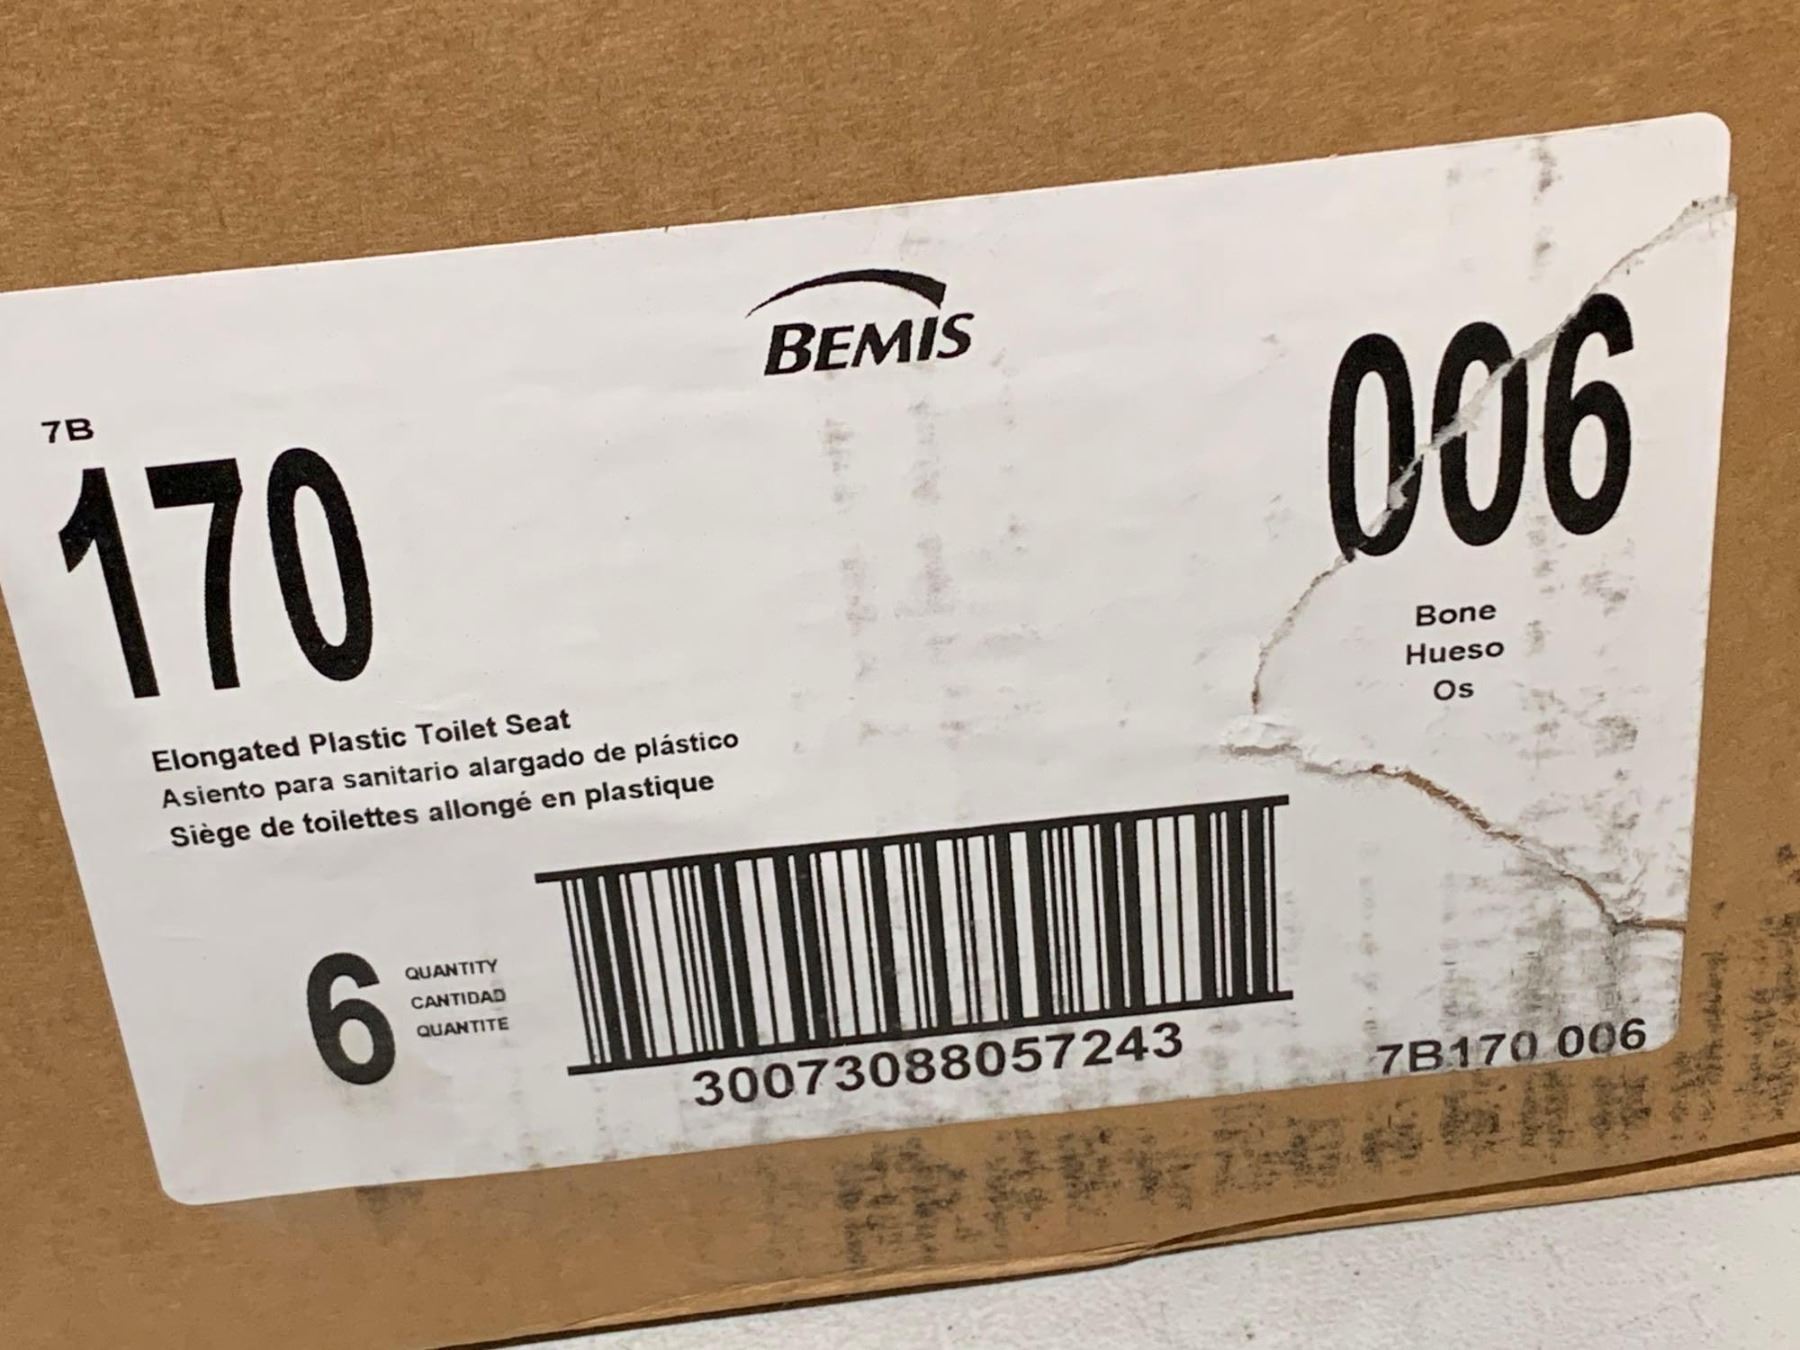 BEMIS
7B
170
006
Bone
Hueso
Os
Elongated Plastic Toilet Seat
Asiento para sanitario alargado de plástico
Siège de toilettes allongé en plastique
6
QUANTITY
CANTIDAD
QUANTITE
30073088057243
7B170 006